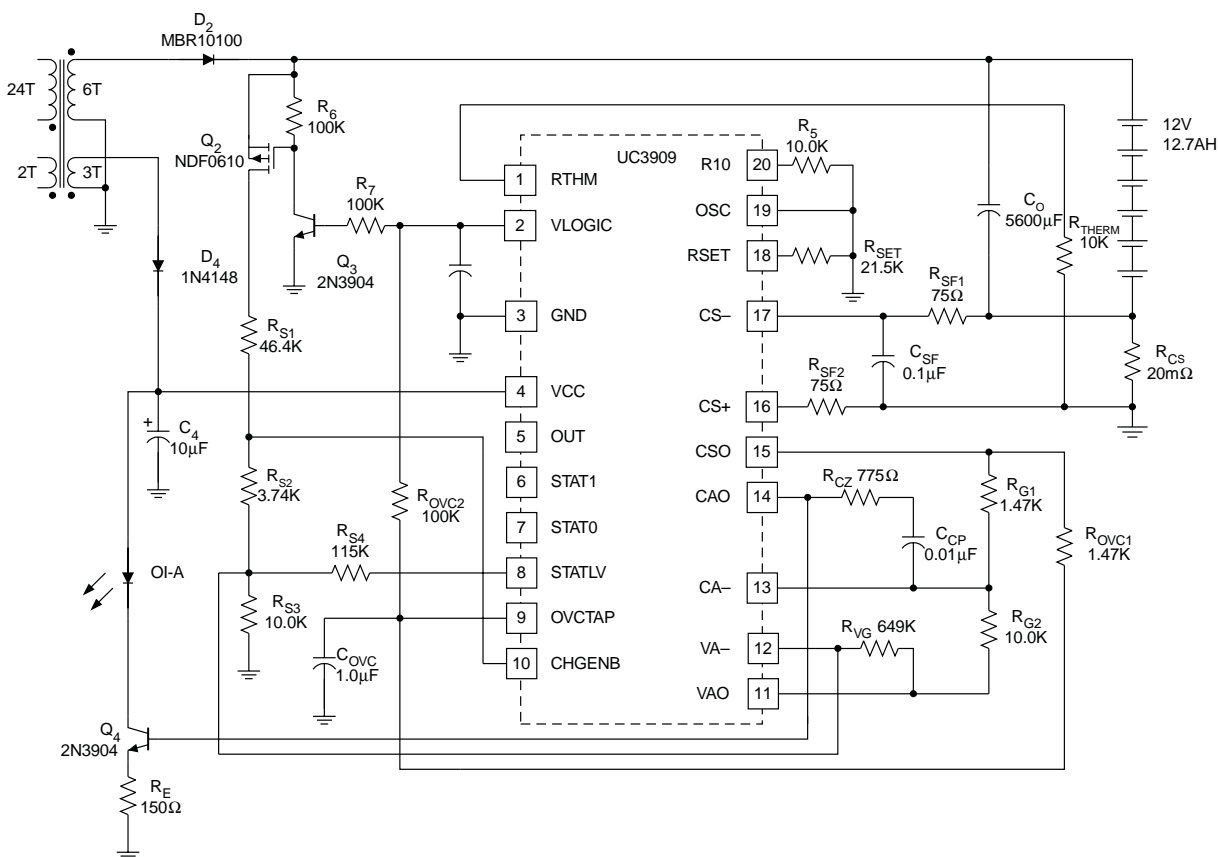 D2
MBR10100
24T
6T
2T
3T
R6
100K
Q2
NDF0610
R7
100K
Q3
2N3904
D4
1N4148
RS1
46.4K
C4
10µF
+
RS2
3.74K
ROVC2
100K
RS4
115K
OI-A
RS3
10.0K
COVC
1.0µF
Q4
2N3904
RE
150Ω
UC3909
1 RTHM
2 VLOGIC
3 GND
4 VCC
5 OUT
6 STAT1
7 STAT0
8 STATLV
9 OVCTAP
10 CHGENB
R10 20
OSC 19
RSET 18
CS– 17
CS+ 16
CSO 15
CAO 14
CA– 13
VA– 12
VAO 11
R5
10.0K
RSET
21.5K
RSF1
75Ω
CSF
0.1µF
RSF2
75Ω
CO
5600µF
RTHERM
10K
12V
12.7AH
RCS
20mΩ
RCZ 775Ω
CCP
0.01µF
RG1
1.47K
ROVC1
1.47K
RG2
10.0K
RVG 649K